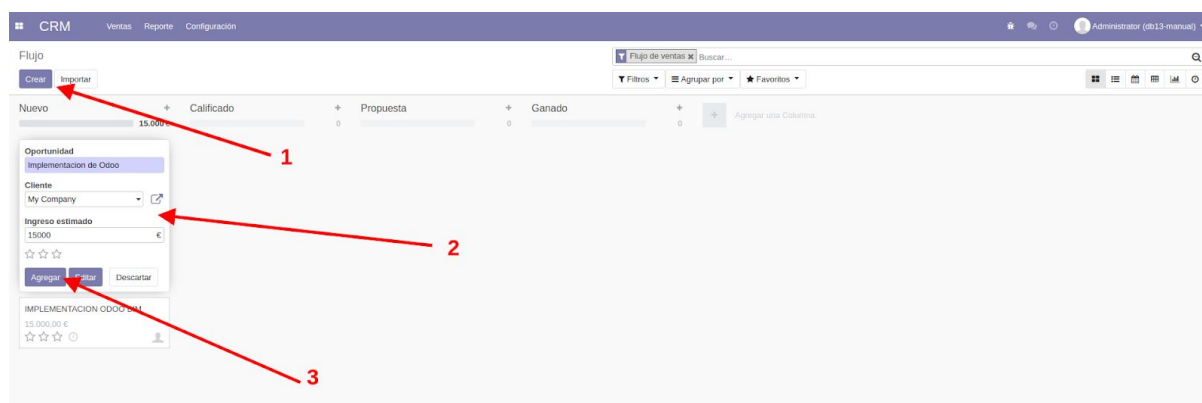 CRM Ventas Reporte Configuración Administrator (db13-manual)
Flujo Flujo de ventas x Buscar...
Crear Importar Filtros Agrupar por Favoritos
Nuevo + Calificado + Propuesta + Ganado + + Agregar una Columna
15.000 € 0 0 0
Oportunidad
Implementacion de Odoo
1
Cliente
My Company
Ingreso estimado
15000 €
2
Agregar Editar Descartar
IMPLEMENTACION ODOO
15.000,00 €
3